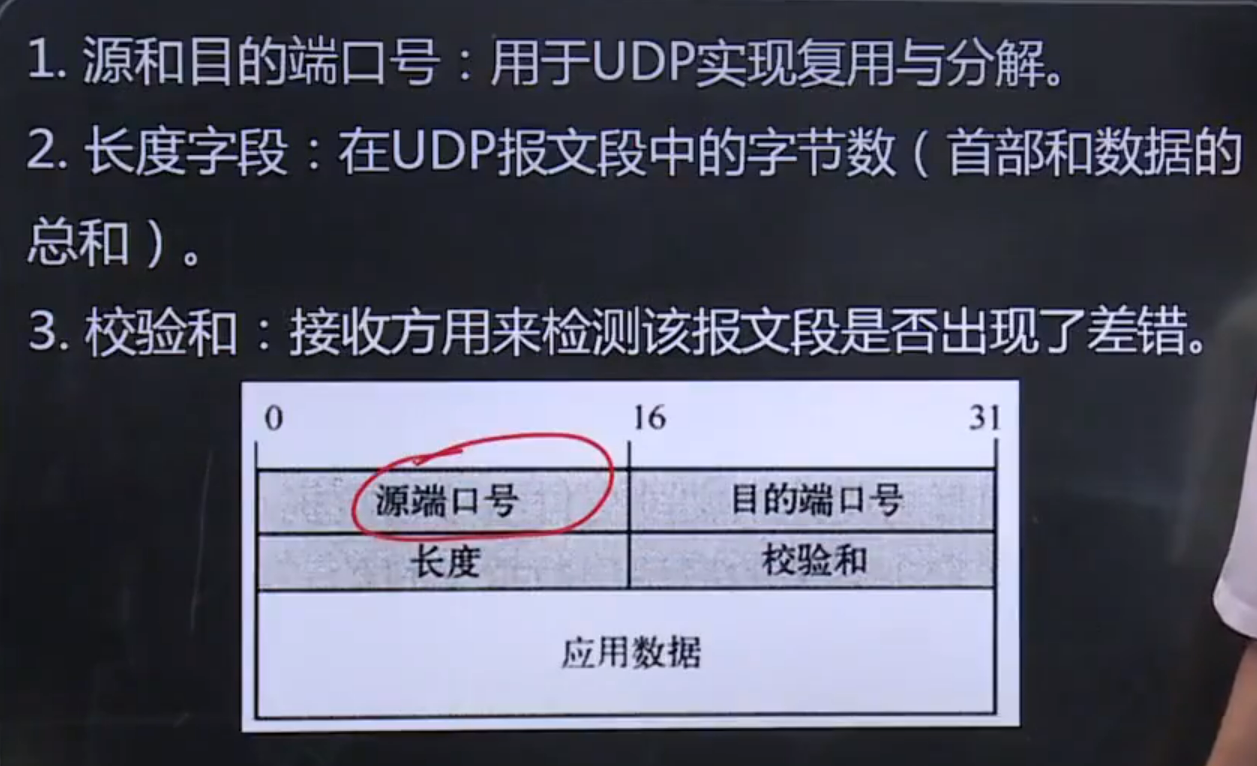 1. 源和目的端口号：用于UDP实现复用与分解。
2. 长度字段：在UDP报文段中的字节数（首部和数据的
总和）。
3. 校验和：接收方用来检测该报文段是否出现了差错。
0 16 31
源端口号 目的端口号
长度 校验和
应用数据